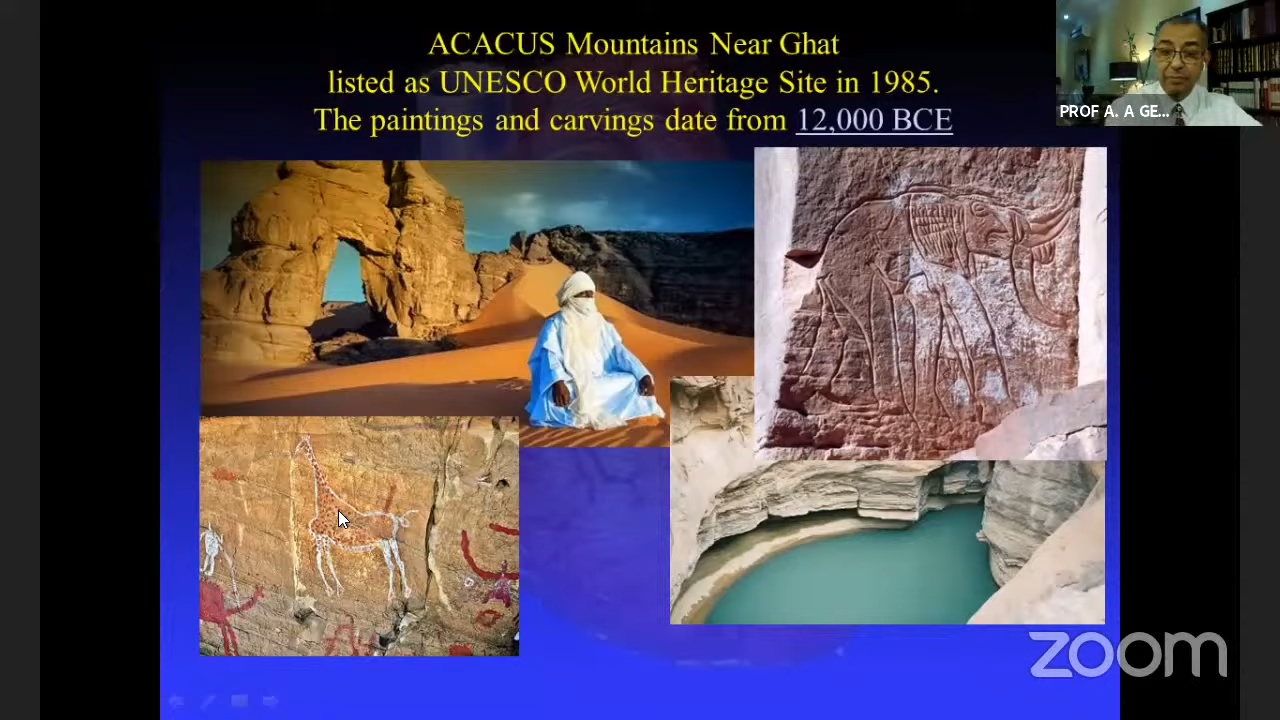 ACACUS Mountains Near Ghat
listed as UNESCO World Heritage Site in 1985.
The paintings and carvings date from 12,000 BCE
PROF A. A GE...
zoom